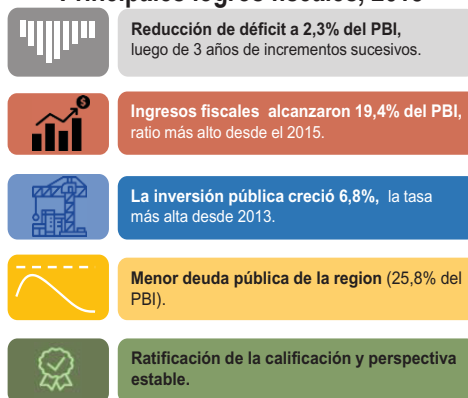 Reducción de déficit a 2,3% del PBI,
luego de 3 años de incrementos sucesivos.
$
Ingresos fiscales alcanzaron 19,4% del PBI,
ratio más alto desde el 2015.
La inversión pública creció 6,8%, la tasa
más alta desde 2013.
Menor deuda pública de la region (25,8% del
PBI).
Ratificación de la calificación y perspectiva
estable.